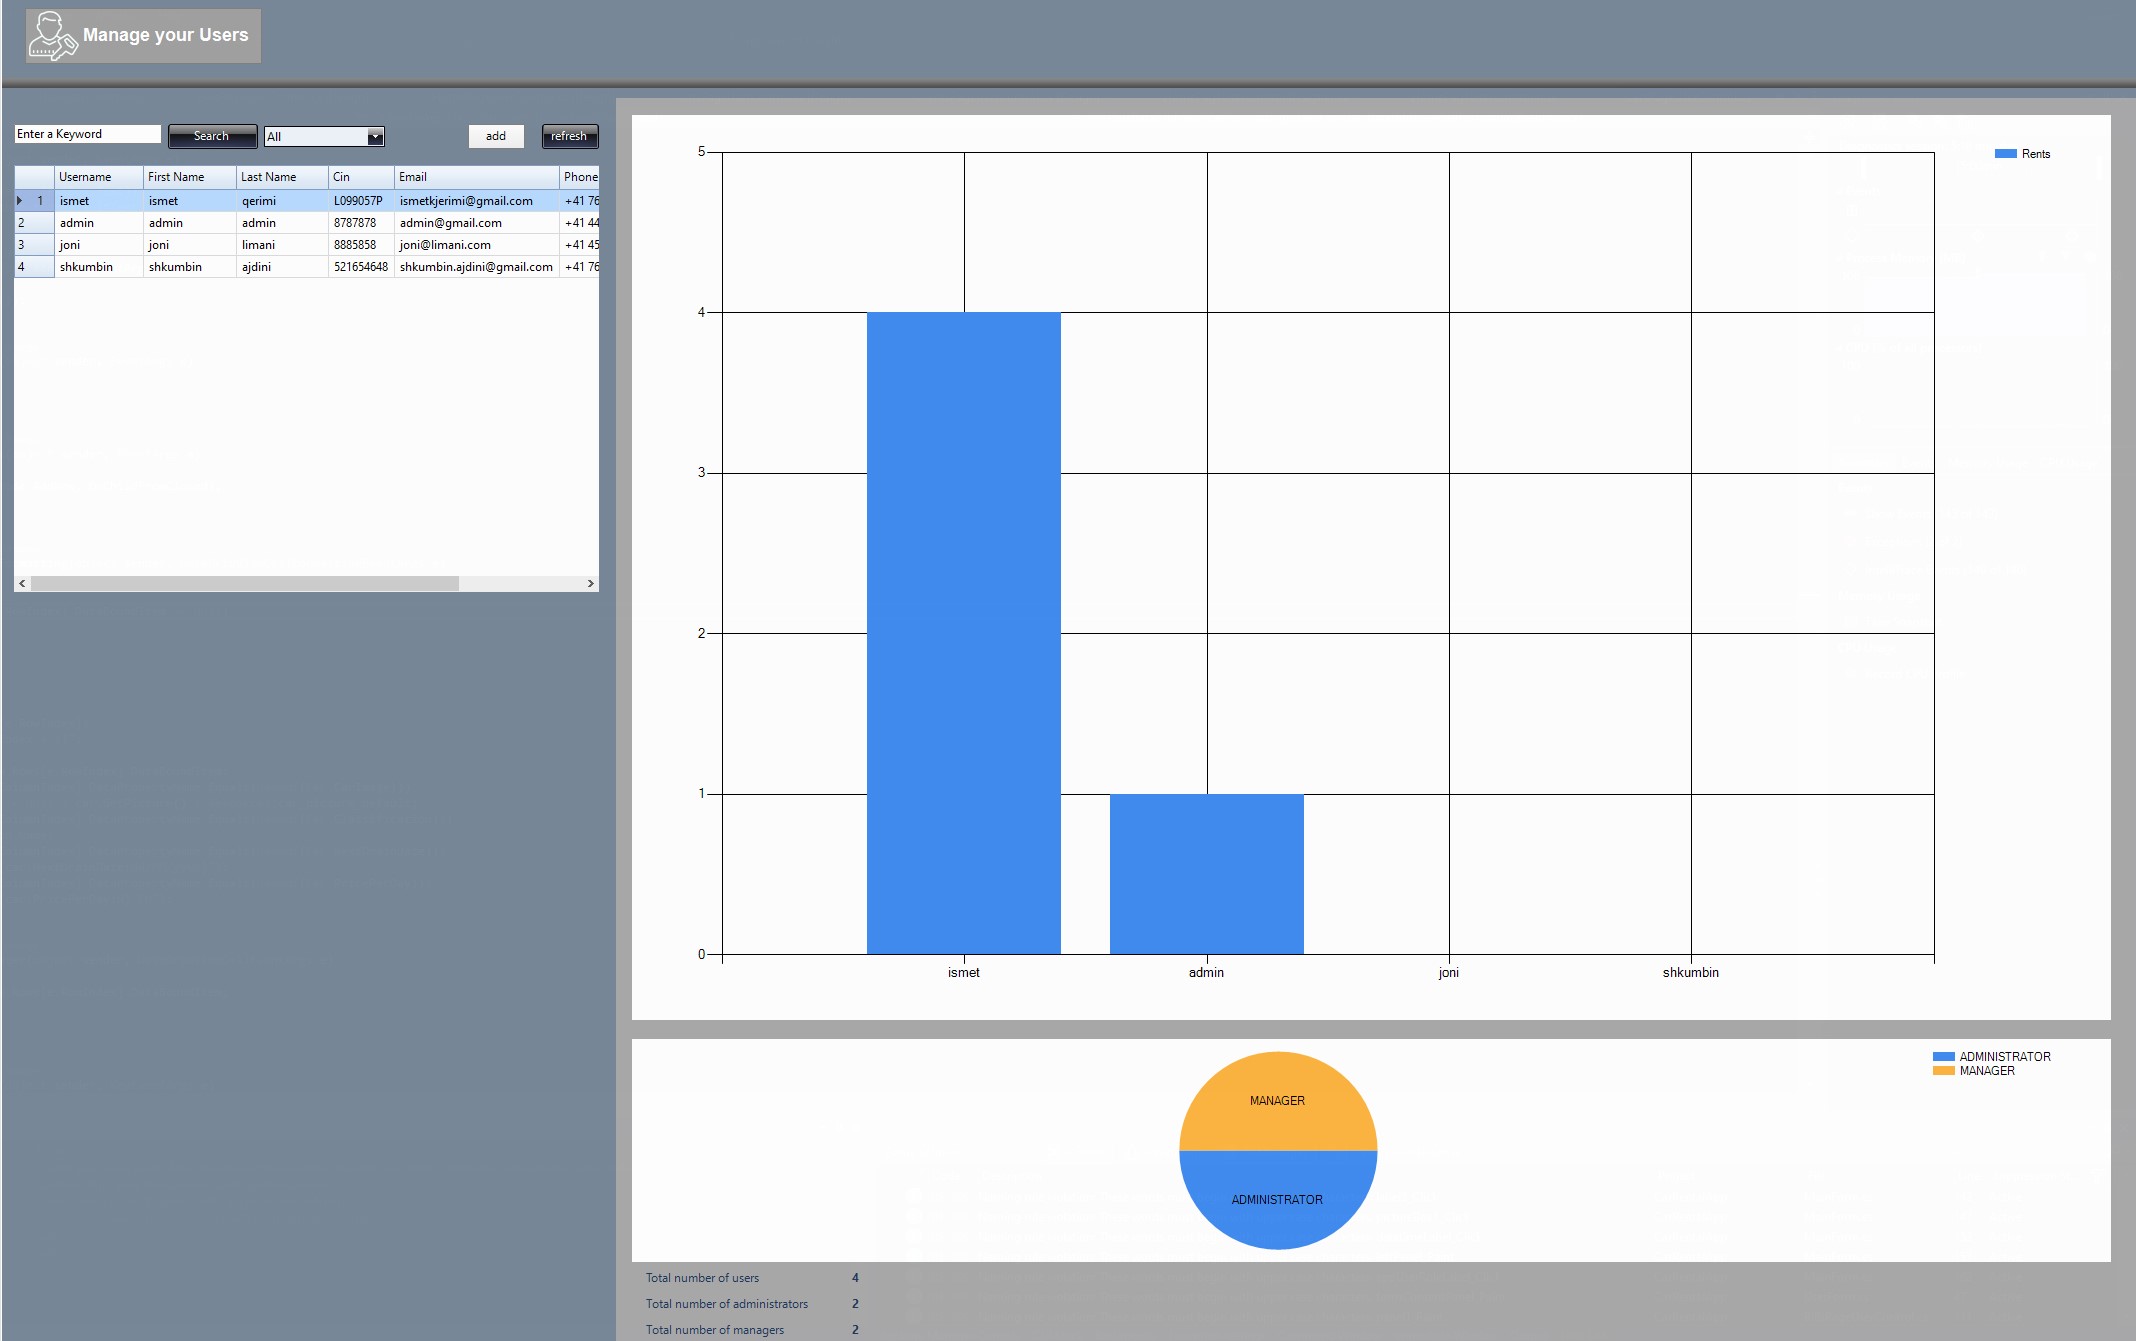 Manage your Users
Enter a Keyword Search All add refresh
Username First Name Last Name Cin Email Phone
1 ismet ismet qerimi L099057P ismetkjerimi@gmail.com +41 76
2 admin admin admin 8787878 admin@gmail.com +41 44
3 joni joni limani 8885858 joni@limani.com +41 45
4 shkumbin shkumbin ajdini 521654648 shkumbin.ajdini@gmail.com +41 76
Rents
5
4
3
2
1
0
ismet admin joni shkumbin
ADMINISTRATOR
MANAGER
MANAGER
ADMINISTRATOR
Total number of users 4
Total number of administrators 2
Total number of managers 2